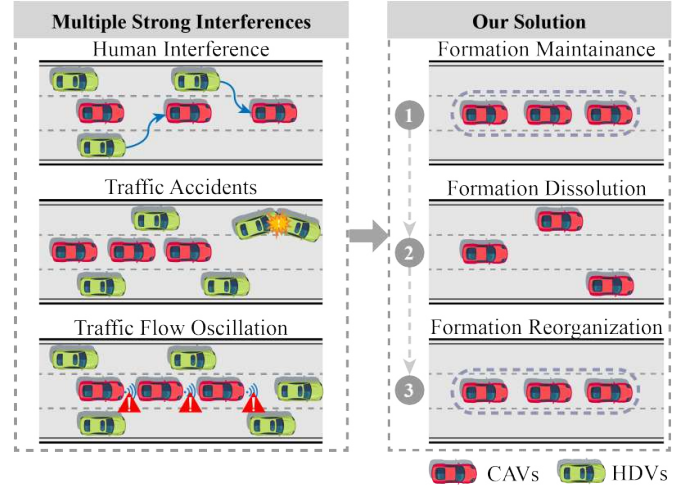 Multiple Strong Interferences
Human Interference
Traffic Accidents
Traffic Flow Oscillation
Our Solution
Formation Maintainance
1
Formation Dissolution
2
Formation Reorganization
3
CAVs
HDVs